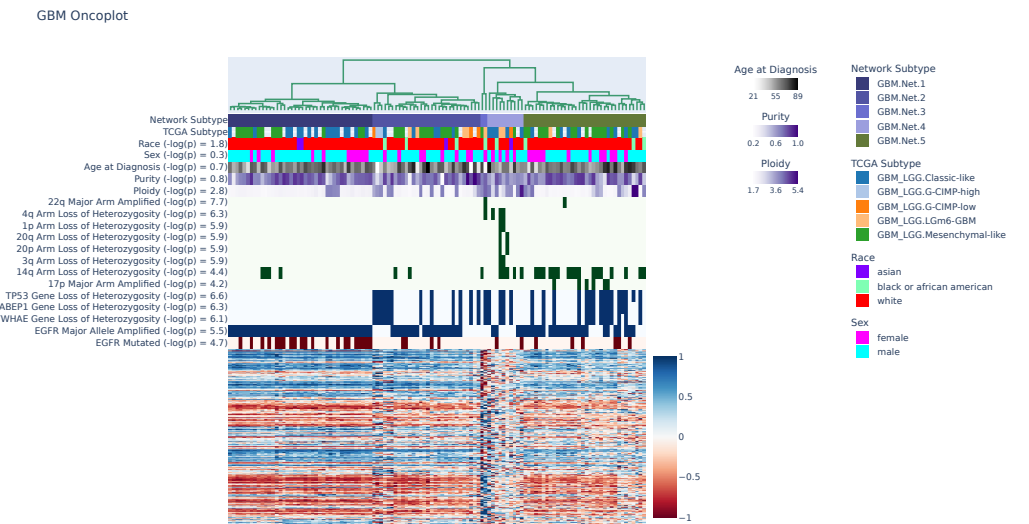 GBM Oncoplot
Network Subtype
TCGA Subtype
Race (-log(p) = 1.8)
Sex (-log(p) = 0.3)
Age at Diagnosis (-log(p) = 0.7)
Purity (-log(p) = 0.8)
Ploidy (-log(p) = 2.8)
22q Major Arm Amplified (-log(p) = 7.7)
4q Arm Loss of Heterozygosity (-log(p) = 6.3)
1p Arm Loss of Heterozygosity (-log(p) = 5.9)
20q Arm Loss of Heterozygosity (-log(p) = 5.9)
20p Arm Loss of Heterozygosity (-log(p) = 5.9)
3q Arm Loss of Heterozygosity (-log(p) = 5.9)
14q Arm Loss of Heterozygosity (-log(p) = 4.4)
17p Major Arm Amplified (-log(p) = 4.2)
TP53 Gene Loss of Heterozygosity (-log(p) = 6.6)
ABEP1 Gene Loss of Heterozygosity (-log(p) = 6.3)
WHAE Gene Loss of Heterozygosity (-log(p) = 6.1)
EGFR Major Allele Amplified (-log(p) = 5.5)
EGFR Mutated (-log(p) = 4.7)
1
0.5
0
−0.5
−1
Age at Diagnosis
21 55 89
Purity
0.2 0.6 1.0
Ploidy
1.7 3.6 5.4
Network Subtype
GBM.Net.1
GBM.Net.2
GBM.Net.3
GBM.Net.4
GBM.Net.5
TCGA Subtype
GBM_LGG.Classic-like
GBM_LGG.G-CIMP-high
GBM_LGG.G-CIMP-low
GBM_LGG.LGm6-GBM
GBM_LGG.Mesenchymal-like
Race
asian
black or african american
white
Sex
female
male